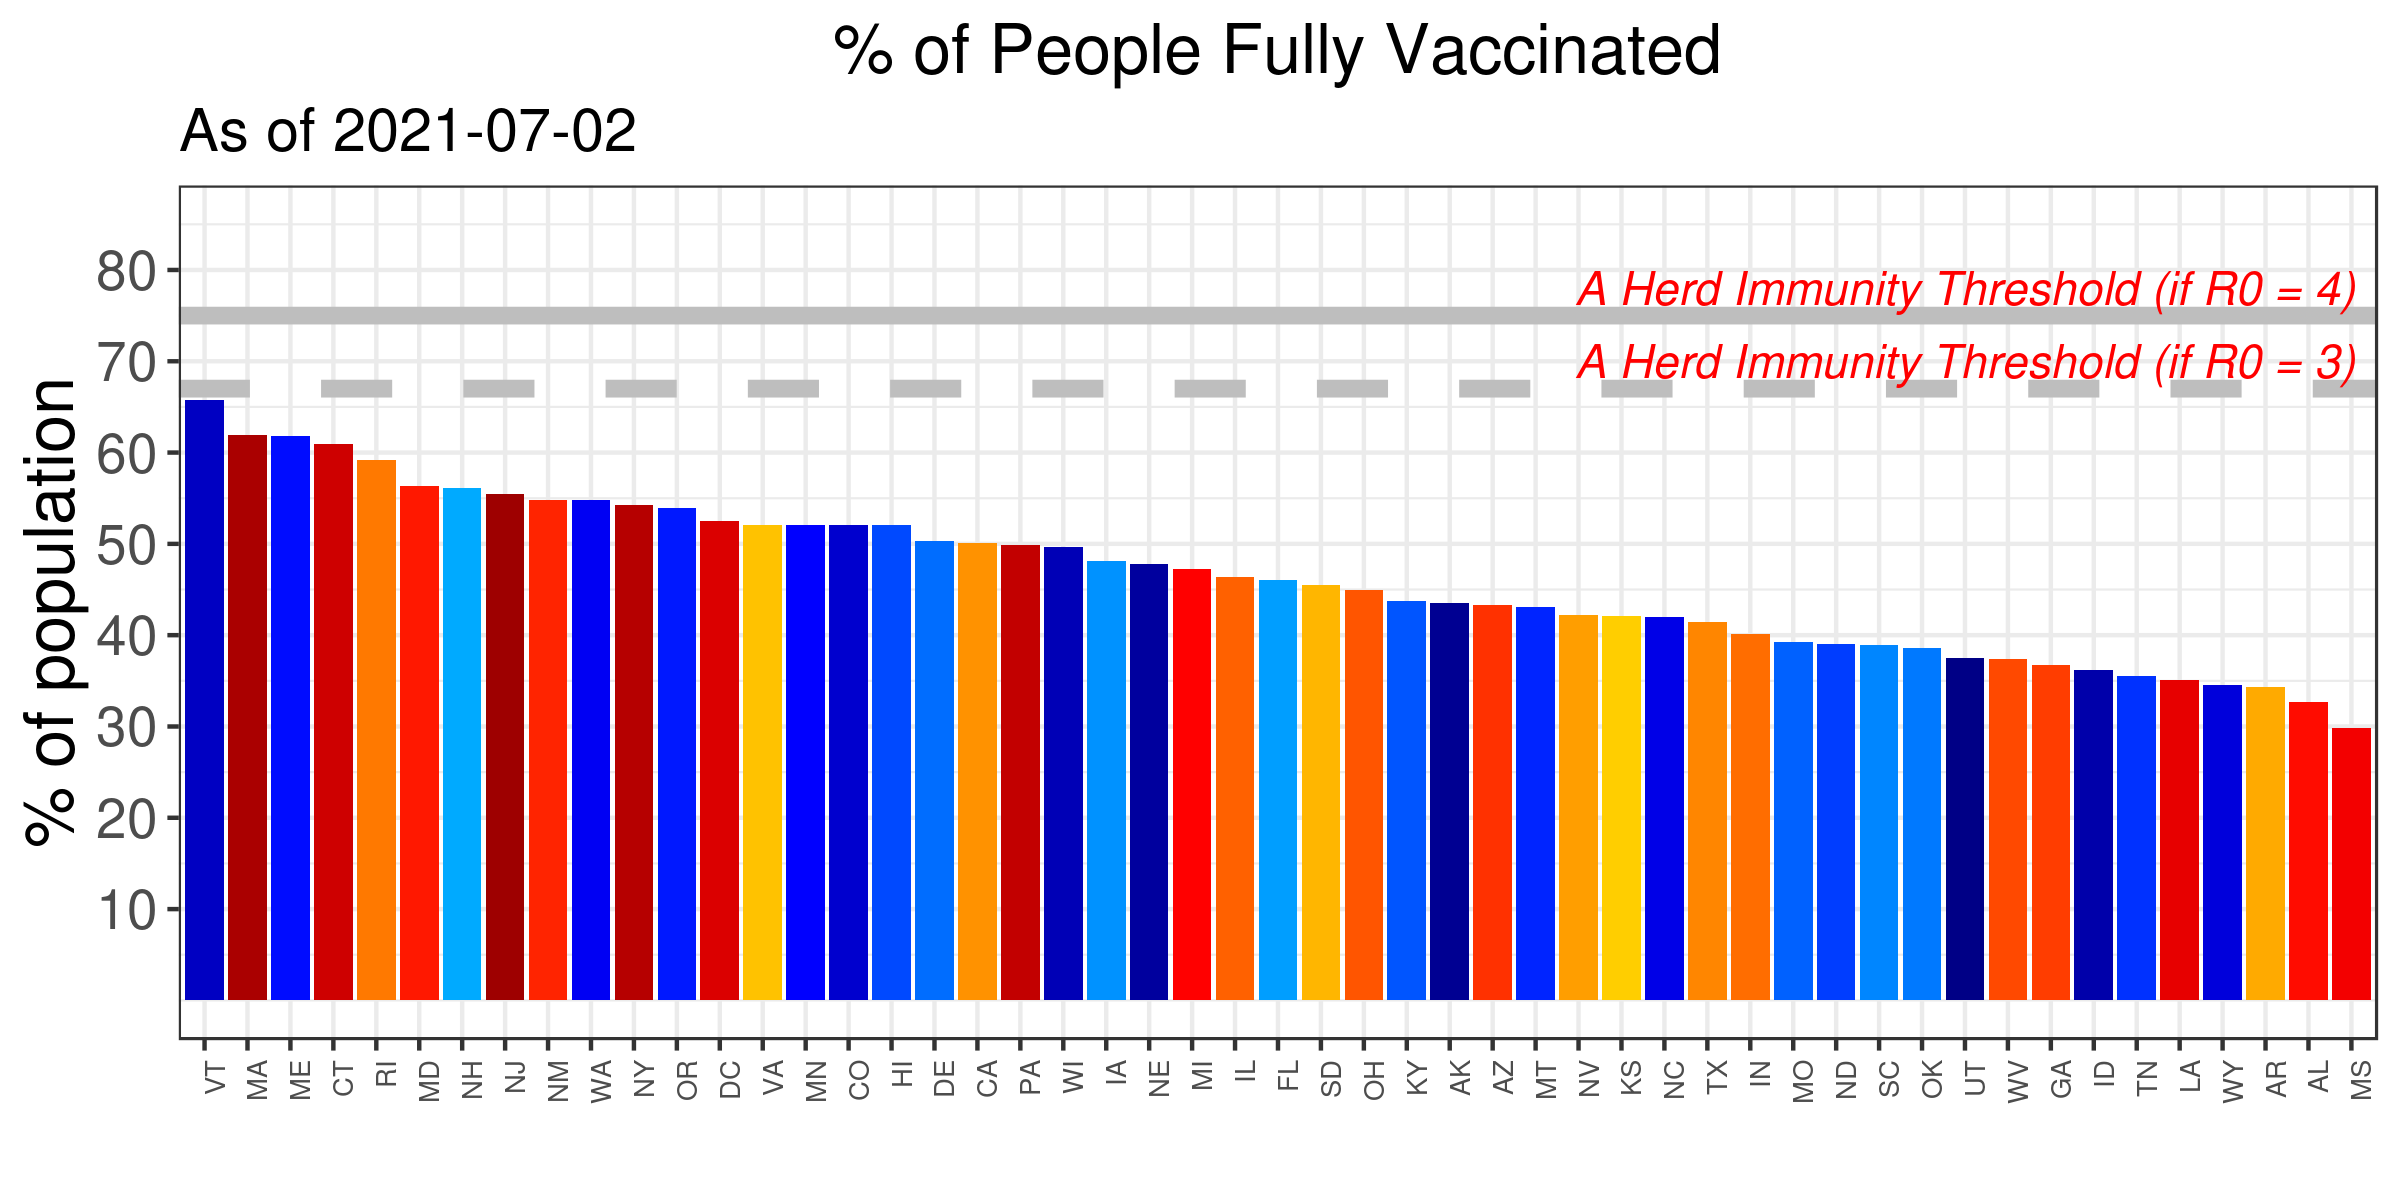 % of People Fully Vaccinated
As of 2021-07-02
% of population
80
70
60
50
40
30
20
10
A Herd Immunity Threshold (if R0 = 4)
A Herd Immunity Threshold (if R0 = 3)
VT MA ME CT RI MD NH NJ NM WA NY OR DC VA MN CO HI DE CA PA WI IA NE MI IL FL SD OH KY AK AZ MT NV KS NC TX IN MO ND SC OK UT WV GA ID TN LA WY AR AL MS